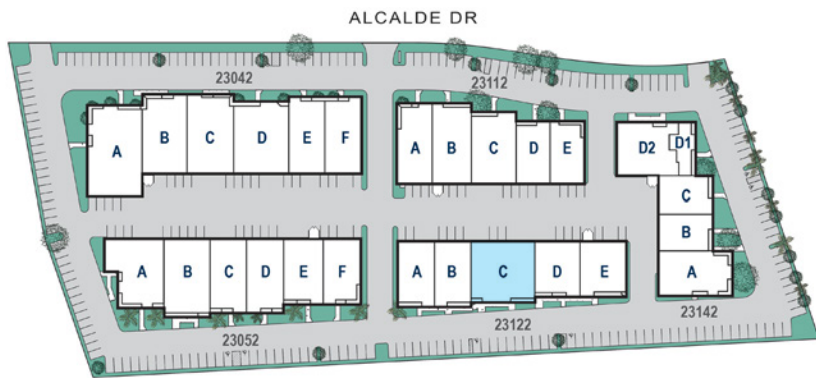 ALCALDE DR
23042
23112
A B C D E F
A B C D E
D2 D1
C
B
A
A B C D E F
A B C D E
23052
23122
23142